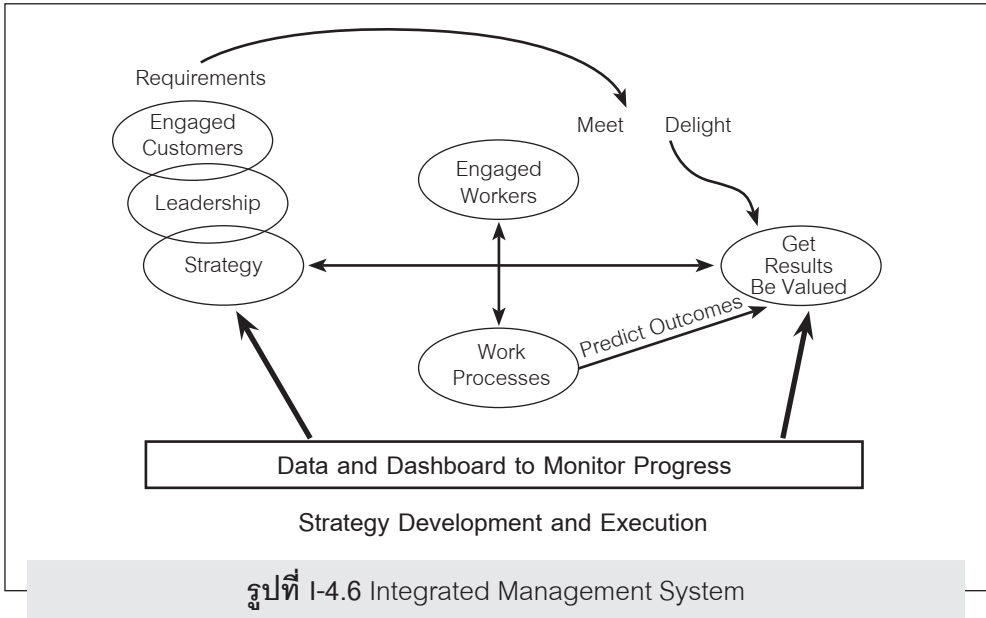 Requirements
Engaged
Customers
Leadership
Strategy
Engaged
Workers
Work
Processes
Meet Delight
Get
Results
Be Valued
Predict Outcomes
Data and Dashboard to Monitor Progress
Strategy Development and Execution
รูปที่ I-4.6 Integrated Management System